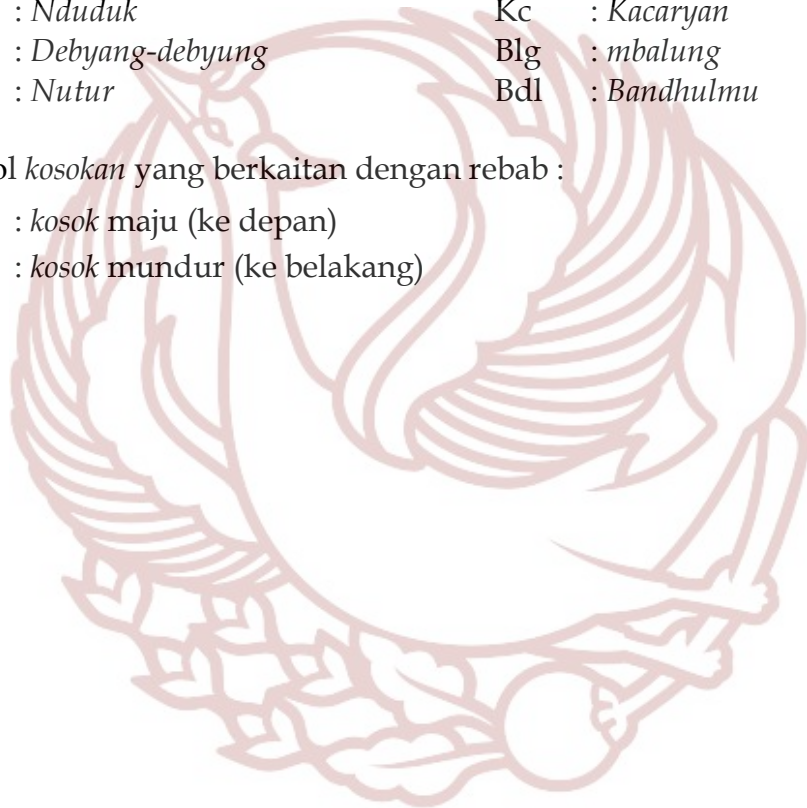 : Nduduk Kc : Kacaryan
: Debyang-debyung Blg : mbalung
: Nutur Bdl : Bandhulmu
ol kosokan yang berkaitan dengan rebab :
: kosok maju (ke depan)
: kosok mundur (ke belakang)